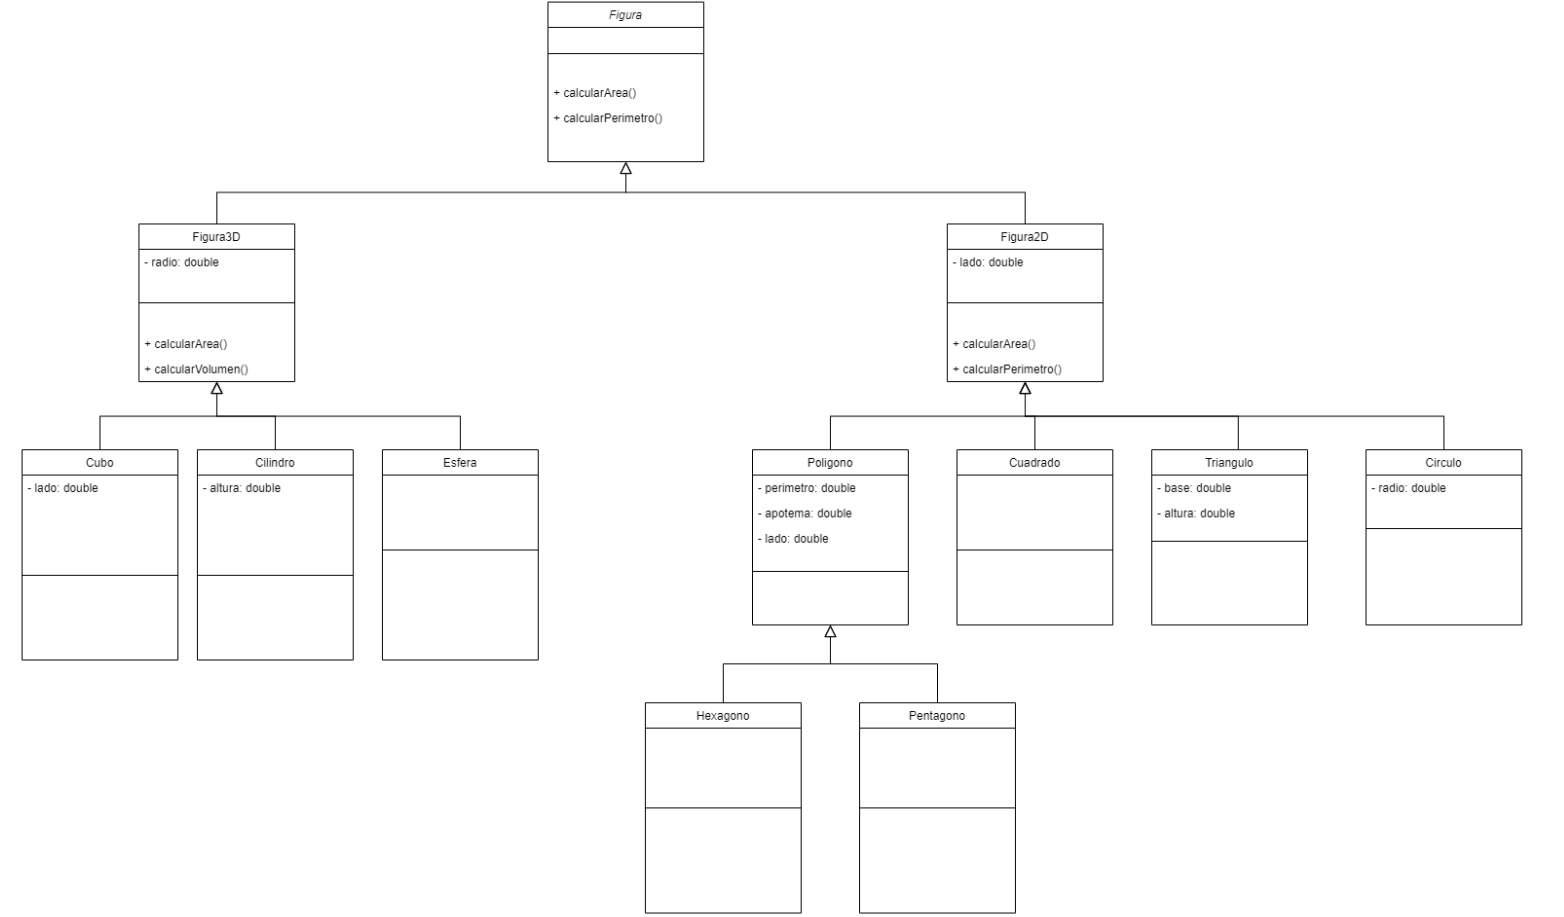 Figura
+ calcularArea()
+ calcularPerimetro()
Figura3D
- radio: double
+ calcularArea()
+ calcularVolumen()
Figura2D
- lado: double
+ calcularArea()
+ calcularPerimetro()
Cubo
- lado: double
Cilindro
- altura: double
Esfera
Poligono
- perimetro: double
- apotema: double
- lado: double
Cuadrado
Triangulo
- base: double
- altura: double
Circulo
- radio: double
Hexagono
Pentagono